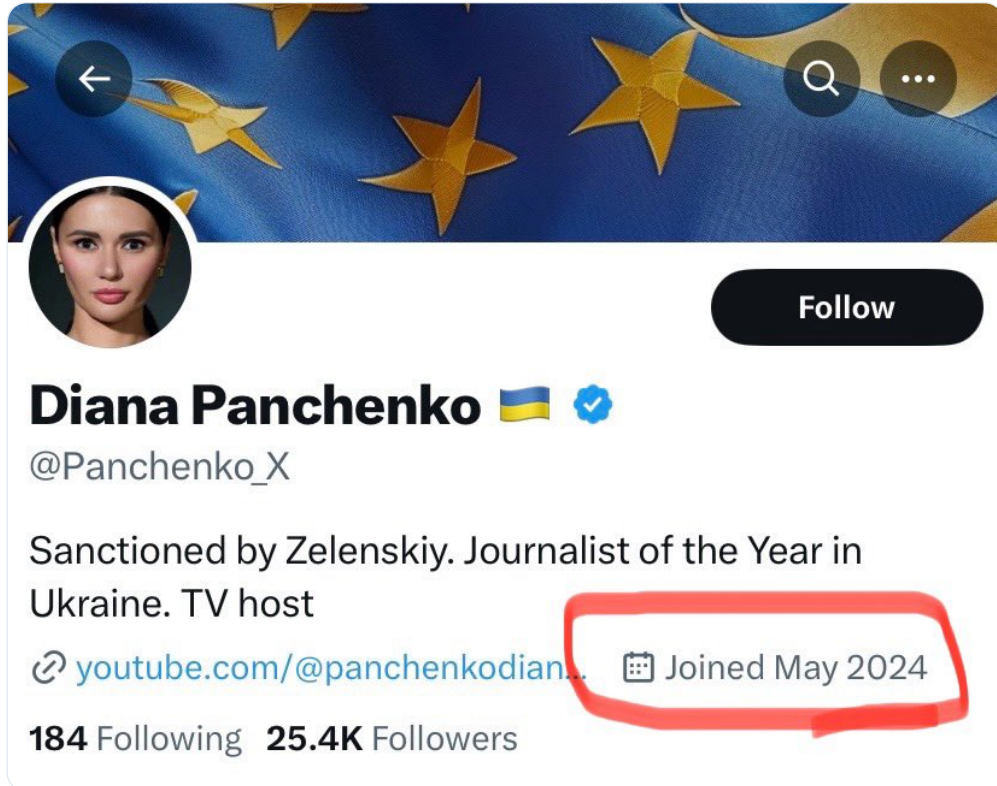 Follow
Diana Panchenko 🇺🇦
@Panchenko_X
Sanctioned by Zelenskiy. Journalist of the Year in
Ukraine. TV host
youtube.com/@panchenkodian... Joined May 2024
184 Following 25.4K Followers